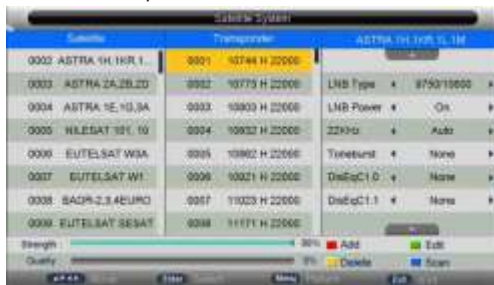 Satellite System
Satellite Transponder ASTRA 1H,1KR,1L,1M
0002 ASTRA 1H,1KR,1... 0001 10744 H 22000
0003 ASTRA 2A,2B,2D 0002 10773 H 22000 LNB Type 9750/10600
0004 ASTRA 1E,1G,3A 0003 10803 H 22000 LNB Power On
0005 NILESAT 101, 10 0004 10832 H 22000 22KHz Auto
0006 EUTELSAT W3A 0005 10862 H 22000 Toneburst None
0007 EUTELSAT W1 0006 10921 H 22000 DisEqC1.0 None
0008 BADR-2,3,4EURO 0007 11023 H 22000 DisEqC1.1 None
0009 EUTELSAT SESAT 0008 11171 H 22000
Strength Add Edit
Quality 0% Delete Scan
Enter Menu Exit